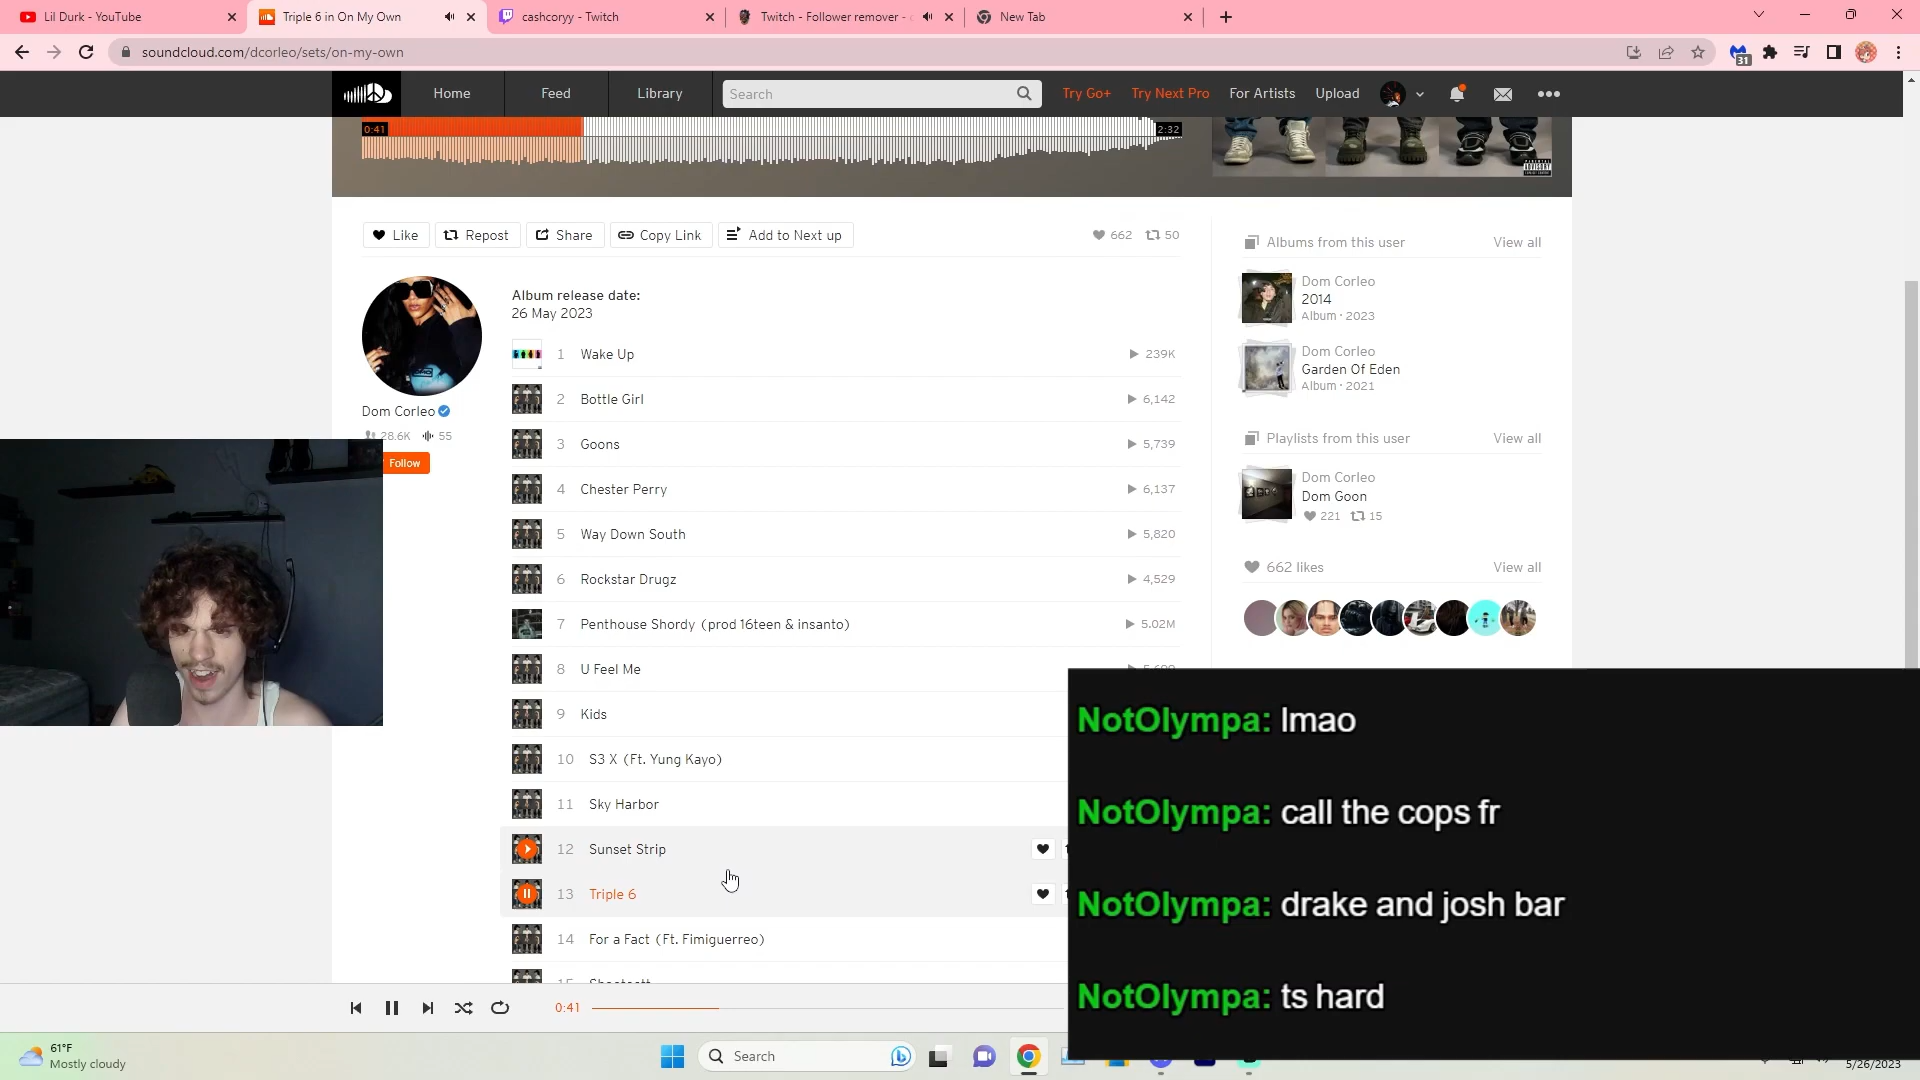 Lil Durk - YouTube
Triple 6 in On My Own
cashcoryy - Twitch
Twitch - Follower remover -
New Tab
soundcloud.com/dcorleo/sets/on-my-own
31
Home
Feed
Library
Search
Try Go+
Try Next Pro
For Artists
Upload
0:41
2:32
Like
Repost
Share
Copy Link
Add to Next up
662
50
Dom Corleo
28.6K
55
Follow
Album release date:
26 May 2023
1 Wake Up 239K
2 Bottle Girl 6,142
3 Goons 5,739
4 Chester Perry 6,137
5 Way Down South 5,820
6 Rockstar Drugz 4,529
7 Penthouse Shordy (prod 16teen & insanto) 5.02M
8 U Feel Me
9 Kids
10 S3 X (Ft. Yung Kayo)
11 Sky Harbor
12 Sunset Strip
13 Triple 6
14 For a Fact (Ft. Fimiguerreo)
Albums from this user View all
Dom Corleo
2014
Album · 2023
Dom Corleo
Garden Of Eden
Album · 2021
Playlists from this user View all
Dom Corleo
Dom Goon
221 15
662 likes View all
NotOlympa: lmao
NotOlympa: call the cops fr
NotOlympa: drake and josh bar
NotOlympa: ts hard
0:41
61°F
Mostly cloudy
Search
5/26/2023